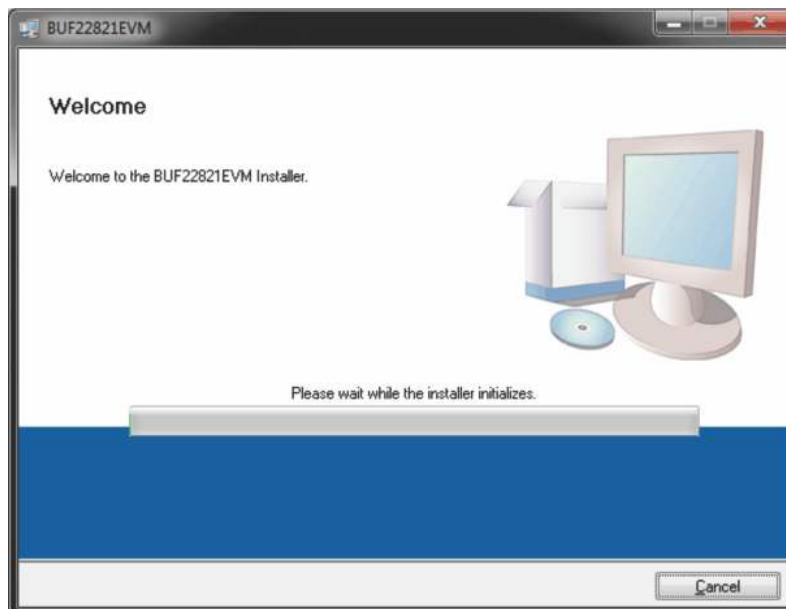 BUF22821EVM
Welcome
Welcome to the BUF22821EVM Installer.
Please wait while the installer initializes.
Cancel